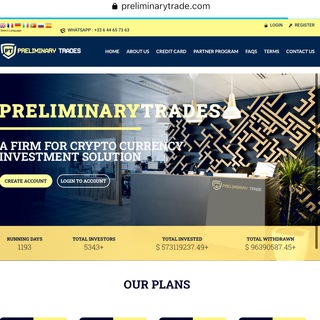 preliminarytrade.com
Select Language
WHATSAPP : +33 6 44 65 73 63
REGISTER
LOGIN
PT PRELIMINARY TRADES
HOME ABOUT US CREDIT CARD PARTNER PROGRAM FAQS TERMS CONTACT US
PRELIMINARYTRADES
A FIRM FOR CRYPTO CURRENCY
INVESTMENT SOLUTION
CREATE ACCOUNT
LOGIN TO ACCOUNT
PRELIMINARY TRADE
RUNNING DAYS
1193
TOTAL INVESTORS
5343+
TOTAL INVESTED
$ 573119237.49+
TOTAL WITHDRAWN
$ 96390587.45+
OUR PLANS